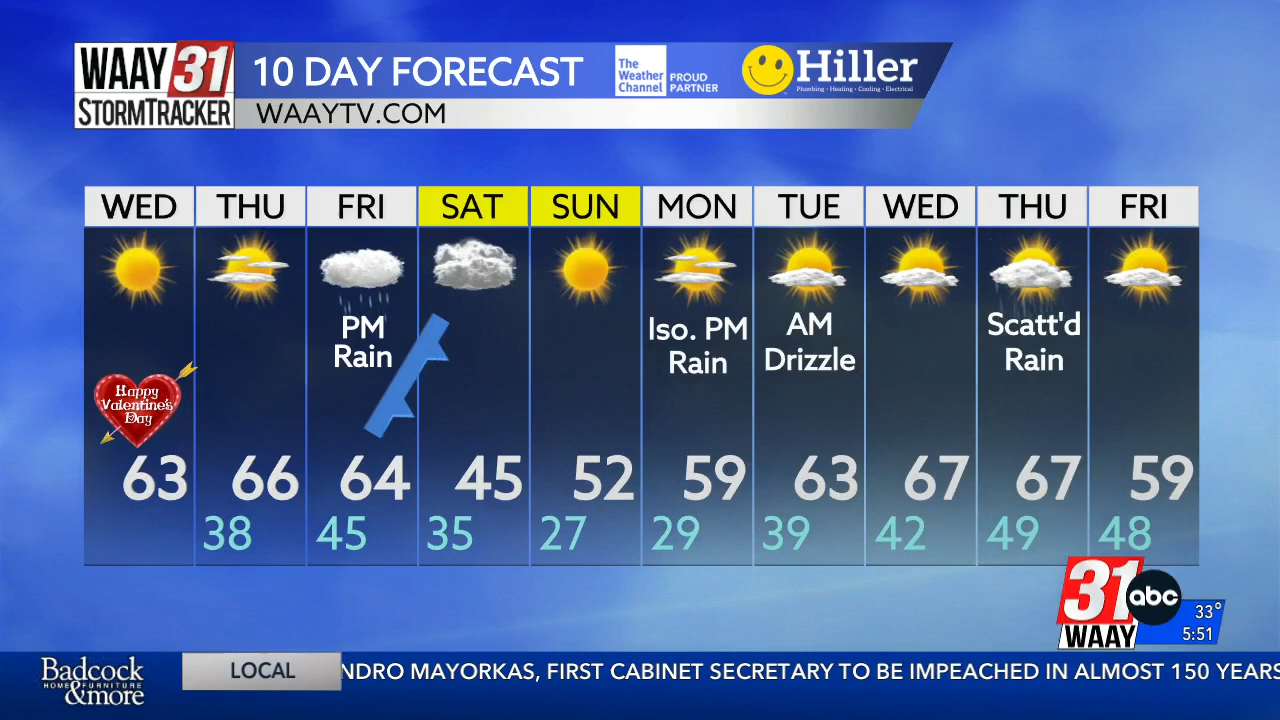 WAAY 31
STORMTRACKER
10 DAY FORECAST
WAAYTV.COM
The
Weather
Channel
PROUD
PARTNER
Hiller
Plumbing • Heating • Cooling • Electrical
WED THU FRI SAT SUN MON TUE WED THU FRI
PM
Rain
Iso. PM
Rain
AM
Drizzle
Scatt'd
Rain
Happy
Valentine's
Day
63 66 64 45 52 59 63 67 67 59
38 45 35 27 29 39 42 49 48
31 abc
WAAY
33°
5:51
Badcock
HOME FURNITURE
&more
LOCAL
NDRO MAYORKAS, FIRST CABINET SECRETARY TO BE IMPEACHED IN ALMOST 150 YEARS